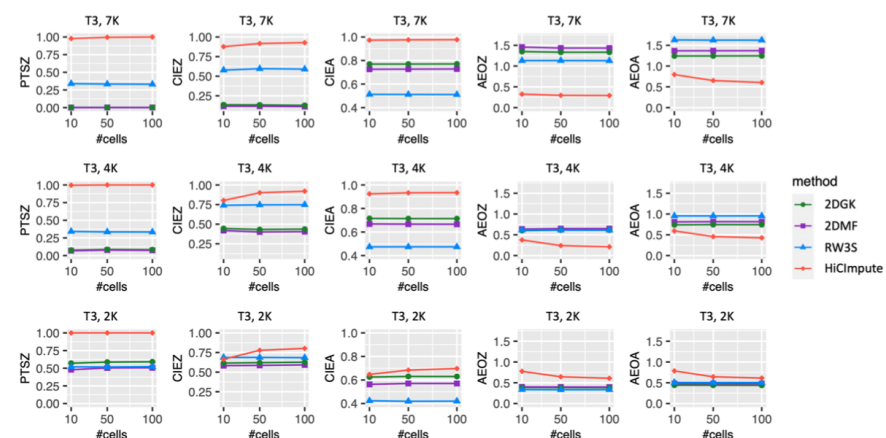 T3, 7K T3, 7K T3, 7K T3, 7K T3, 7K
PTSZ 1.00 0.75 0.50 0.25 0.00 CIEZ 1.00 0.75 0.50 0.25 CIEA 1.0 0.8 0.6 0.4 AEOZ 1.5 1.0 0.5 0.0 AEOA 1.5 1.0 0.5 0.0
10 50 100 10 50 100 10 50 100 10 50 100 10 50 100
#cells #cells #cells #cells #cells
T3, 4K T3, 4K T3, 4K T3, 4K T3, 4K
PTSZ 1.00 0.75 0.50 0.25 0.00 CIEZ 1.00 0.75 0.50 0.25 CIEA 1.0 0.8 0.6 0.4 AEOZ 1.5 1.0 0.5 0.0 AEOA 1.5 1.0 0.5 0.0
10 50 100 10 50 100 10 50 100 10 50 100 10 50 100
#cells #cells #cells #cells #cells
method
2DGK
2DMF
RW3S
HiCImpute
T3, 2K T3, 2K T3, 2K T3, 2K T3, 2K
PTSZ 1.00 0.75 0.50 0.25 0.00 CIEZ 1.00 0.75 0.50 0.25 CIEA 1.0 0.8 0.6 0.4 AEOZ 1.5 1.0 0.5 0.0 AEOA 1.5 1.0 0.5 0.0
10 50 100 10 50 100 10 50 100 10 50 100 10 50 100
#cells #cells #cells #cells #cells